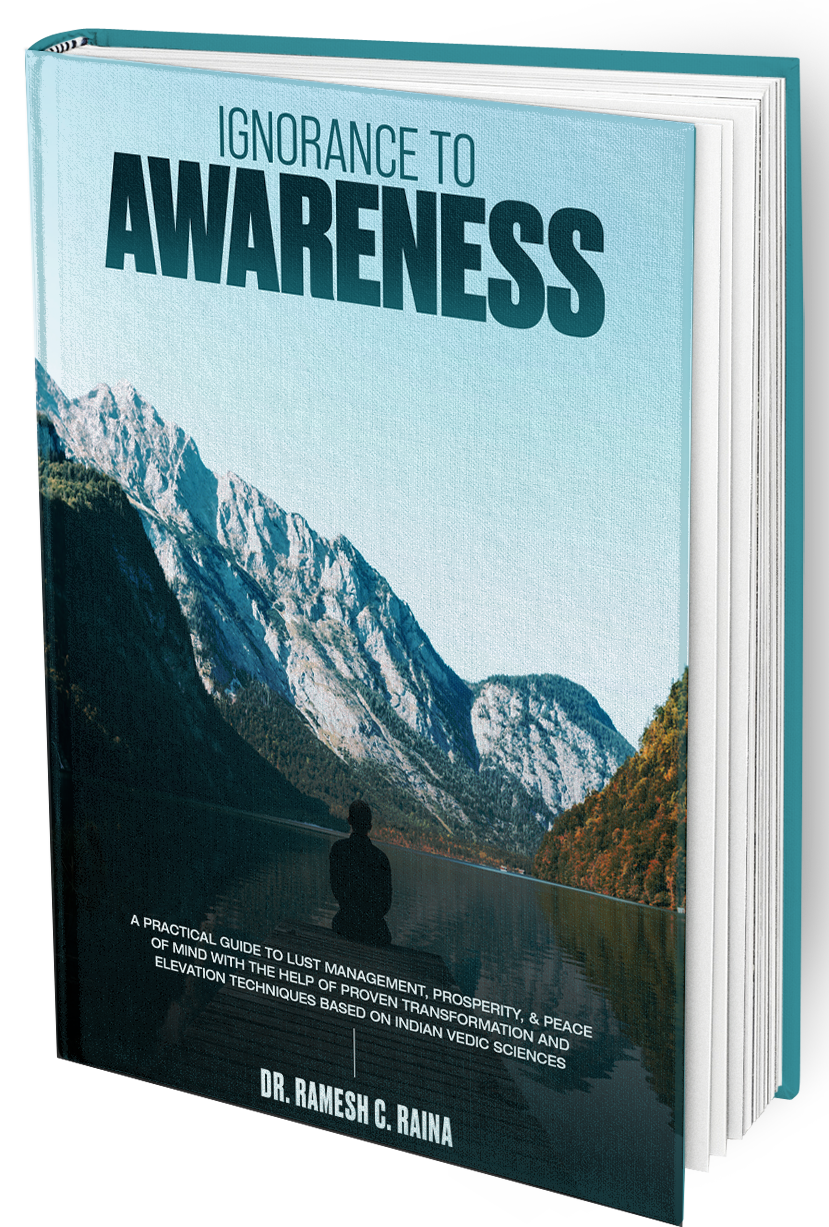 IGNORANCE TO
AWARENESS
A PRACTICAL GUIDE TO LUST MANAGEMENT, PROSPERITY, & PEACE
OF MIND WITH THE HELP OF PROVEN TRANSFORMATION AND
ELEVATION TECHNIQUES BASED ON INDIAN VEDIC SCIENCES
DR. RAMESH C. RAINA